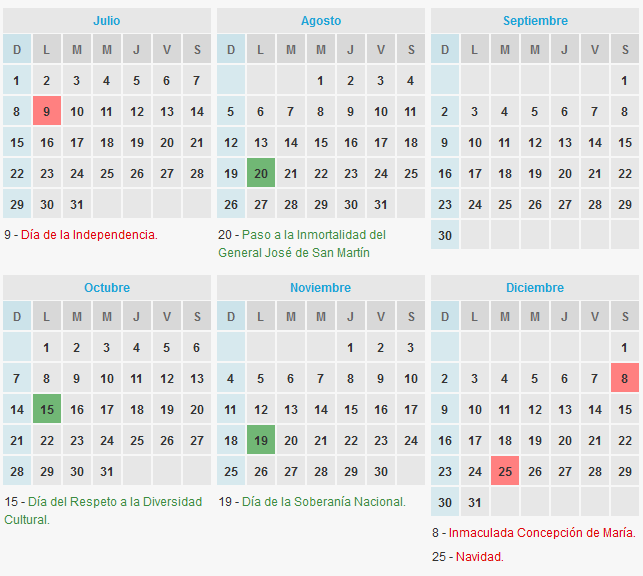 Julio
D L M M J V S
1 2 3 4 5 6 7
8 9 10 11 12 13 14
15 16 17 18 19 20 21
22 23 24 25 26 27 28
29 30 31
9 - Día de la Independencia.
Agosto
D L M M J V S
1 2 3 4
5 6 7 8 9 10 11
12 13 14 15 16 17 18
19 20 21 22 23 24 25
26 27 28 29 30 31
20 - Paso a la Inmortalidad del
General José de San Martín
Septiembre
D L M M J V S
1
2 3 4 5 6 7 8
9 10 11 12 13 14 15
16 17 18 19 20 21 22
23 24 25 26 27 28 29
30
Octubre
D L M M J V S
1 2 3 4 5 6
7 8 9 10 11 12 13
14 15 16 17 18 19 20
21 22 23 24 25 26 27
28 29 30 31
15 - Día del Respeto a la Diversidad
Cultural.
Noviembre
D L M M J V S
1 2 3
4 5 6 7 8 9 10
11 12 13 14 15 16 17
18 19 20 21 22 23 24
25 26 27 28 29 30
19 - Día de la Soberanía Nacional.
Diciembre
D L M M J V S
1
2 3 4 5 6 7 8
9 10 11 12 13 14 15
16 17 18 19 20 21 22
23 24 25 26 27 28 29
30 31
8 - Inmaculada Concepción de María.
25 - Navidad.